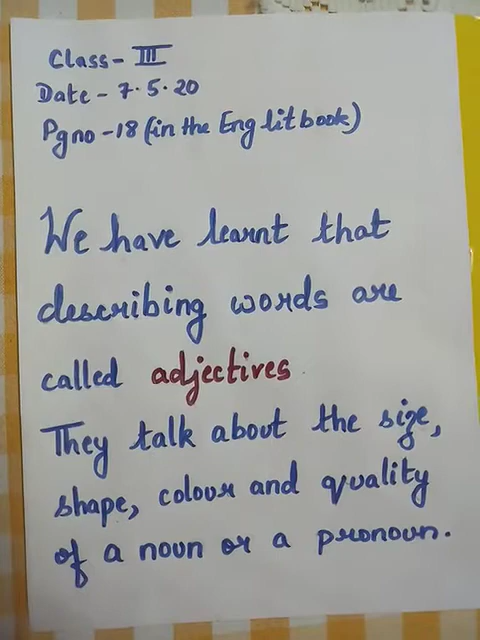 Class - III
Date - 7.5.20
Pg no - 18 (in the Eng lit book)
We have learnt that
describing words are
called adjectives
They talk about the size,
shape, colour and quality
of a noun or a pronoun.